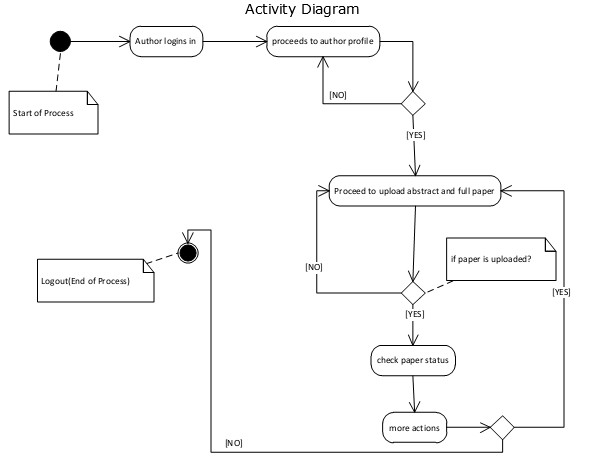 Activity Diagram
Author logins in
proceeds to author profile
[NO]
Start of Process
[YES]
Proceed to upload abstract and full paper
if paper is uploaded?
[NO]
Logout(End of Process)
[YES]
[YES]
check paper status
more actions
[NO]